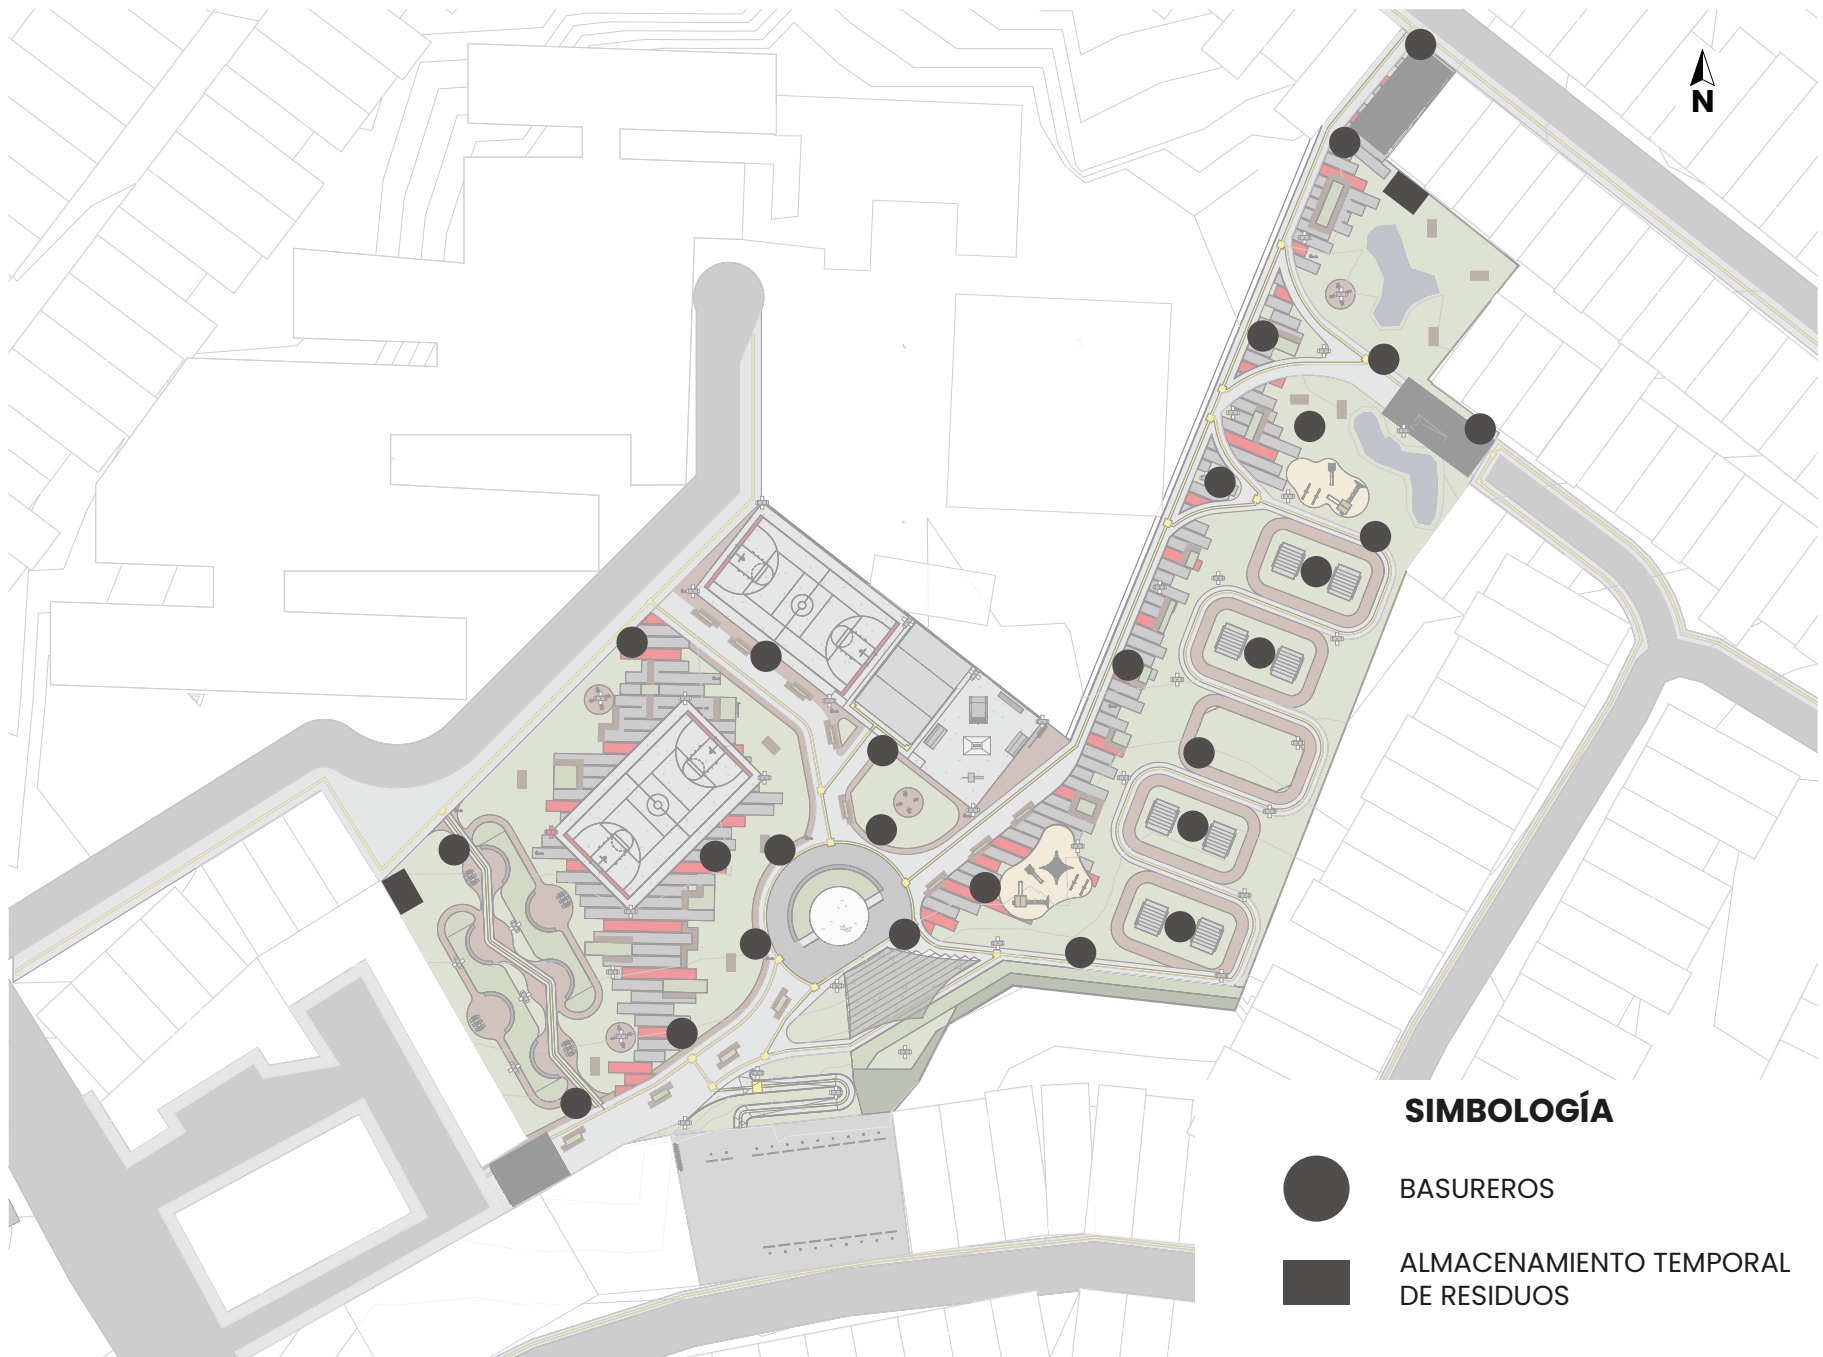 N
SIMBOLOGÍA
BASUREROS
ALMACENAMIENTO TEMPORAL
DE RESIDUOS